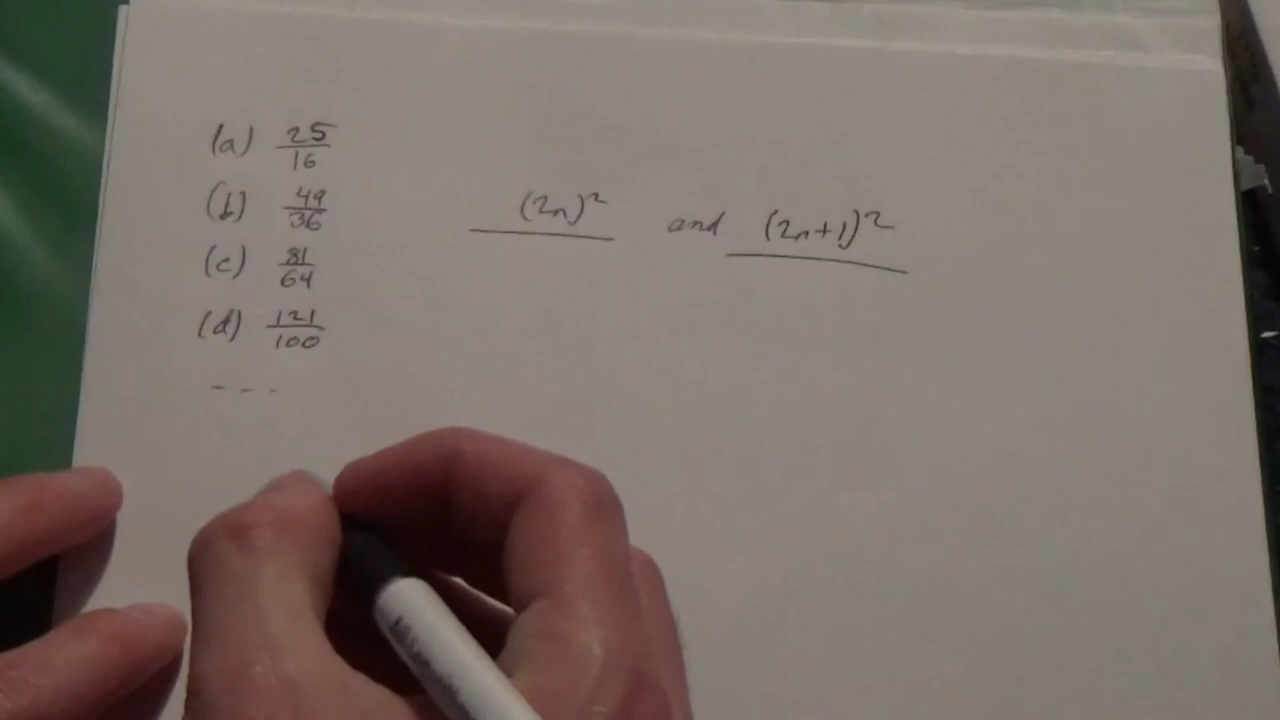 (a) 25/16
(b) 49/36
(2n)² and (2n+1)²
(c) 81/64
(d) 121/100
---